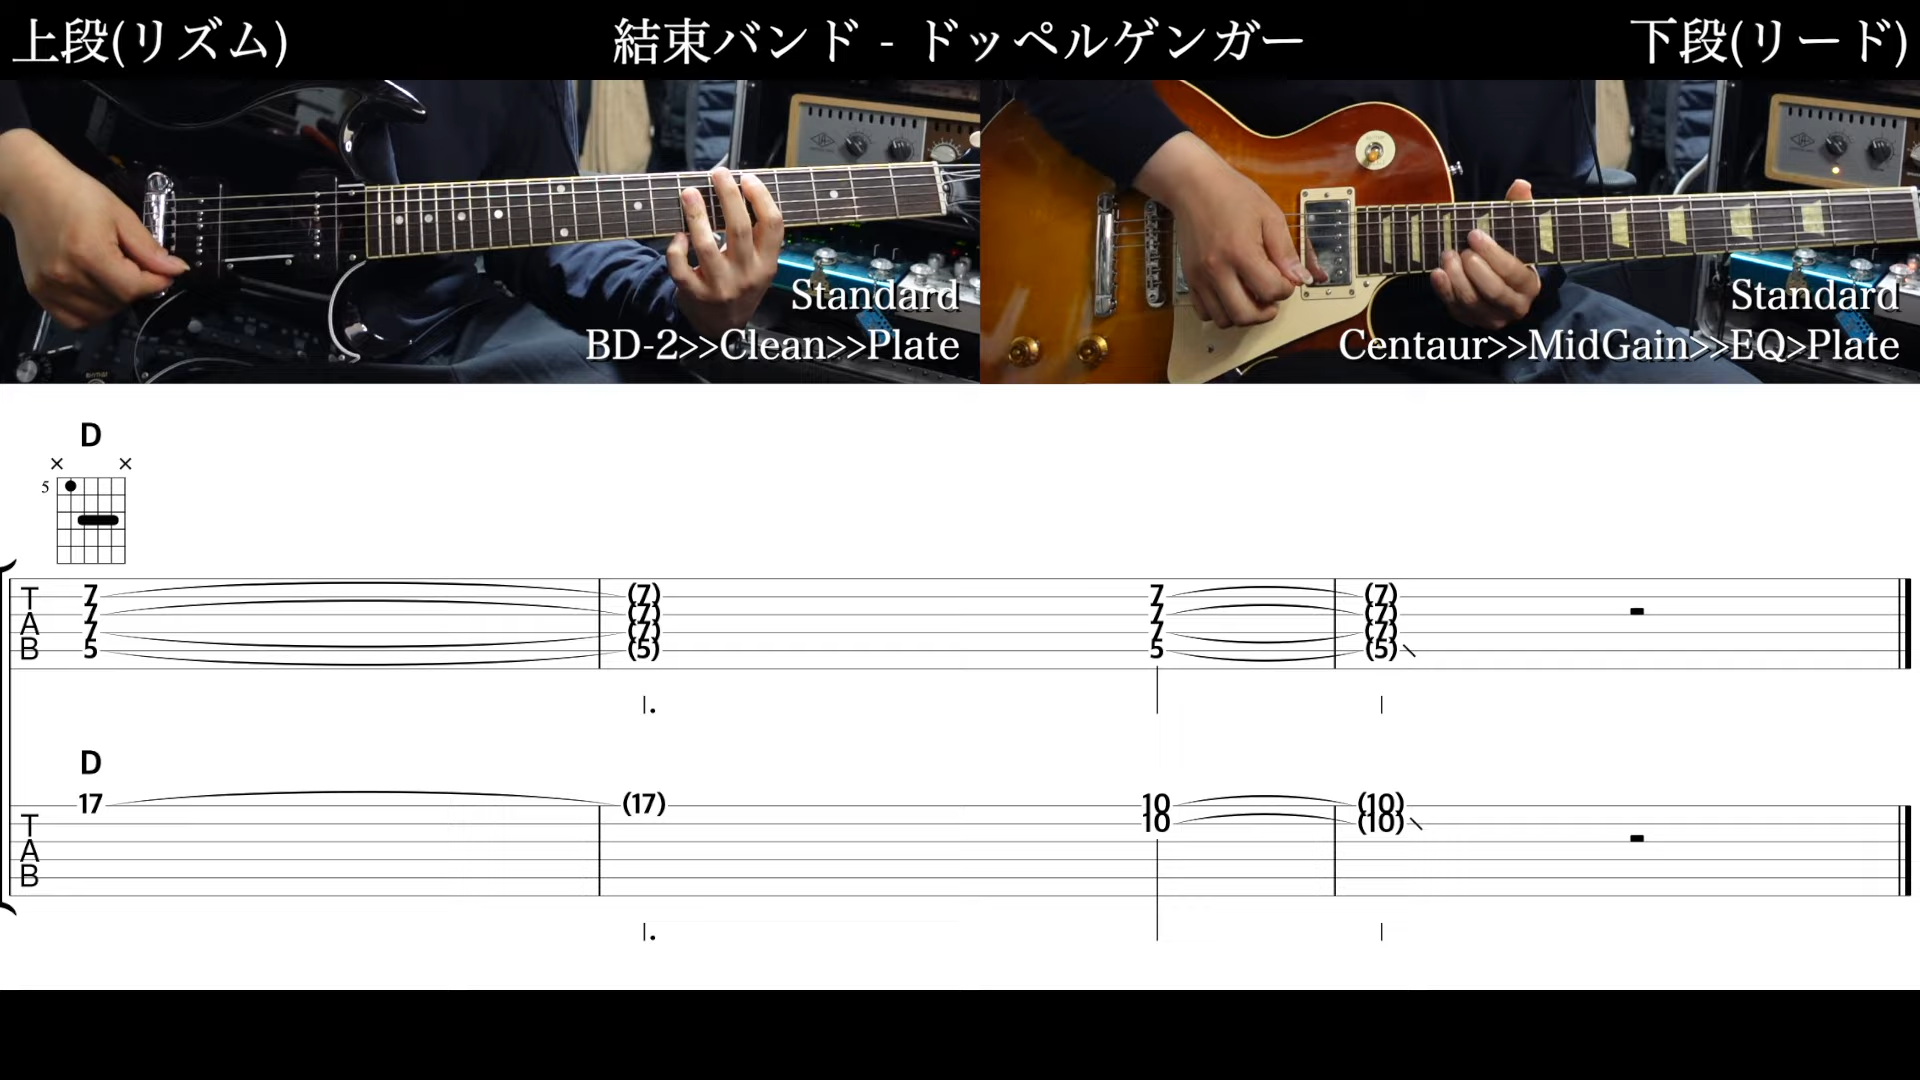 上段(リズム)
結束バンド - ドッペルゲンガー
下段(リード)
Standard
BD-2>>Clean>>Plate
Standard
Centaur>>MidGain>>EQ>Plate
D
× ×
5
T A B
7 (7) 7 (7)
7 (7) 7 (7)
7 (7) 7 (7)
5 (5) 5 (5)
D
T A B
17 (17) 10 (10)
10 (10)